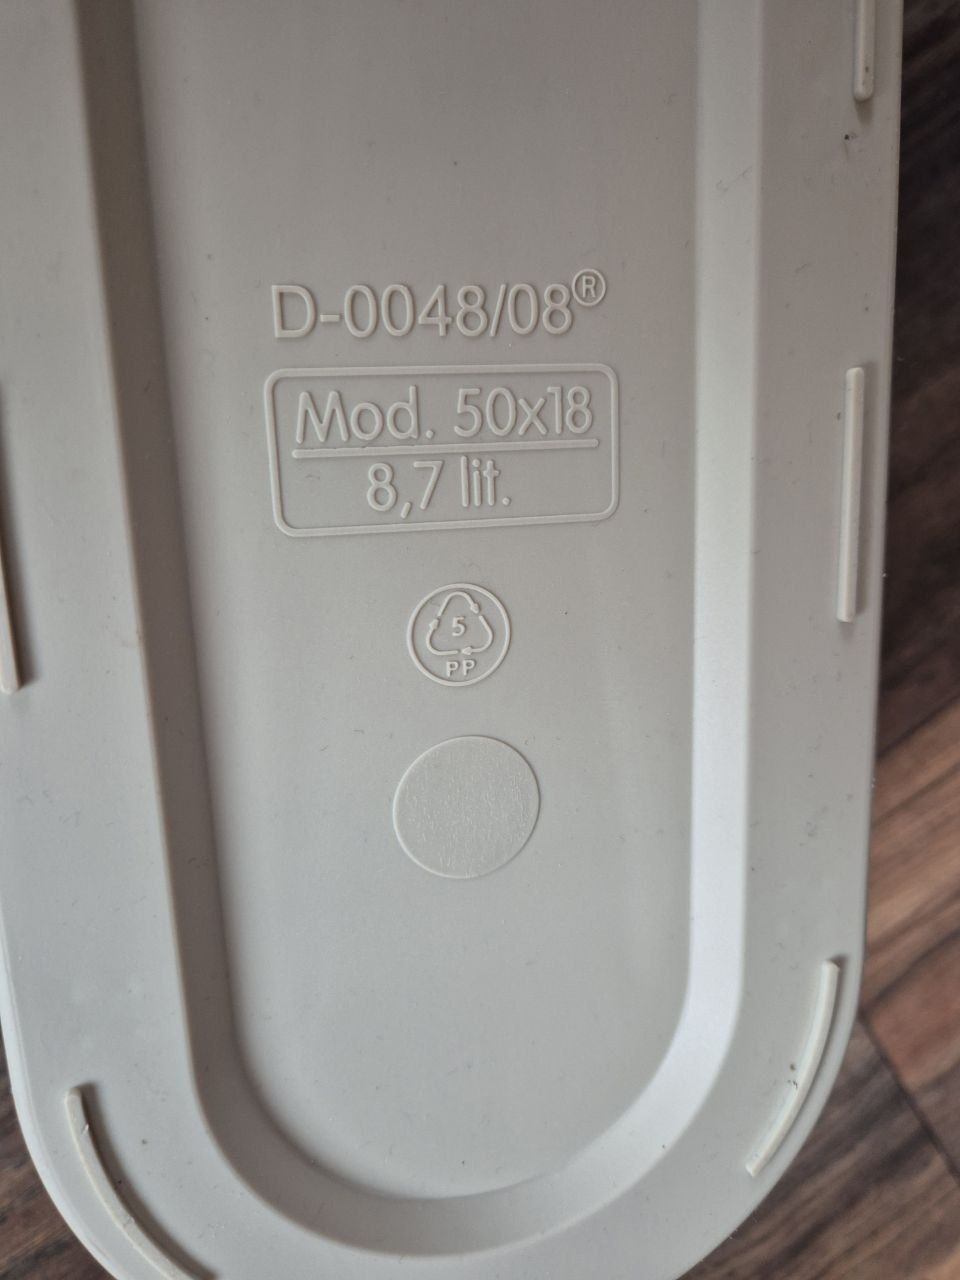 D-0048/08®
Mod. 50x18
8,7 lit.
5
PP